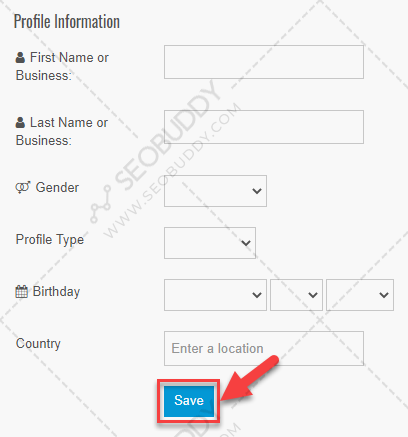 Profile Information
First Name or
Business:
Last Name or
Business:
Gender
Profile Type
Birthday
Country
Enter a location
Save
SEOBUDDY
WWW.SEOBUDDY.COM